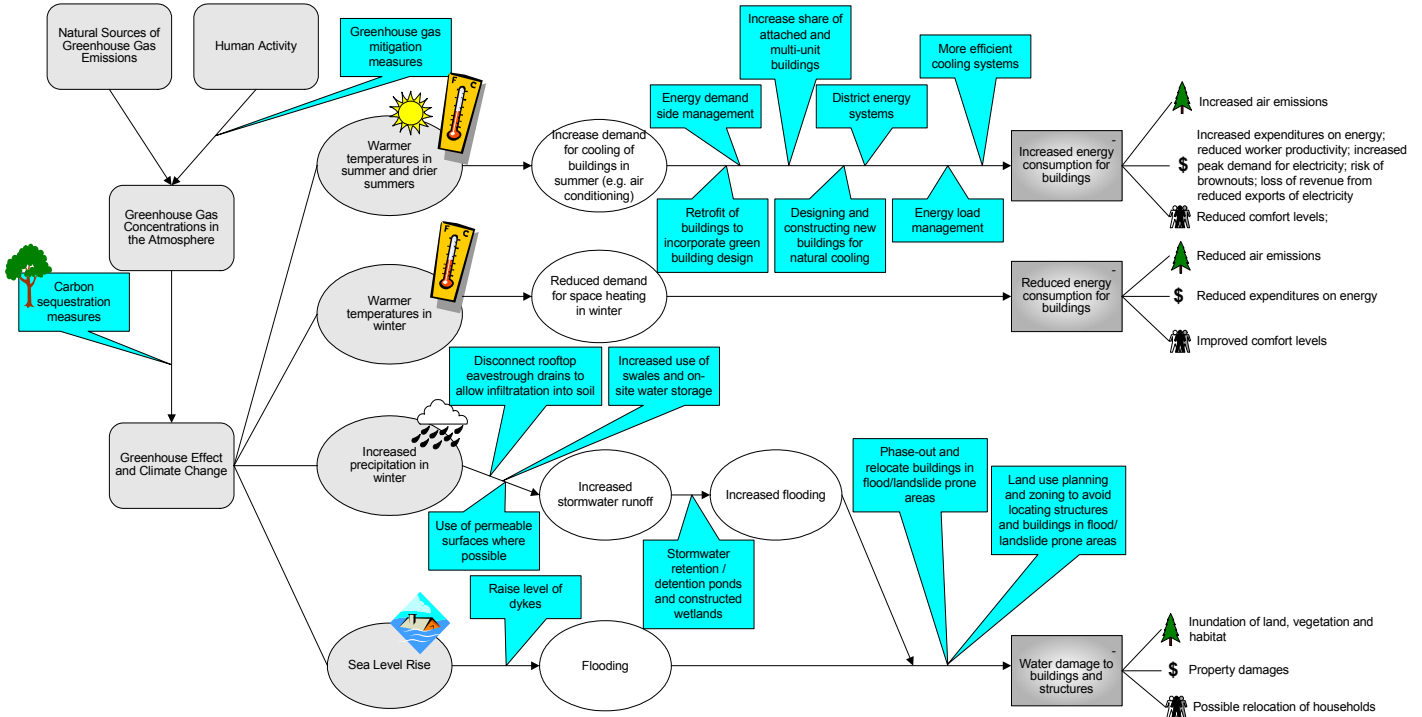 Natural Sources of
Greenhouse Gas
Emissions
Human Activity
Greenhouse gas
mitigation
measures
Increase share of
attached and
multi-unit
buildings
More efficient
cooling systems
Energy demand
side management
District energy
systems
F C
Warmer
temperatures in
summer and drier
summers
Increase demand
for cooling of
buildings in
summer (e.g. air
conditioning)
-
Increased energy
consumption for
buildings
Increased air emissions
$
Increased expenditures on energy;
reduced worker productivity; increased
peak demand for electricity; risk of
brownouts; loss of revenue from
reduced exports of electricity
Reduced comfort levels;
Retrofit of
buildings to
incorporate green
building design
Designing and
constructing new
buildings for
natural cooling
Energy load
management
Greenhouse Gas
Concentrations in
the Atmosphere
Carbon
sequestration
measures
F C
Warmer
temperatures in
winter
Reduced demand
for space heating
in winter
-
Reduced energy
consumption for
buildings
Reduced air emissions
$
Reduced expenditures on energy
Improved comfort levels
Disconnect rooftop
eavestrough drains to
allow infiltratation into soil
Increased use of
swales and on-
site water storage
Greenhouse Effect
and Climate Change
Increased
precipitation in
winter
Increased
stormwater runoff
Increased flooding
Phase-out and
relocate buildings in
flood/landslide prone
areas
Land use planning
and zoning to avoid
locating structures
and buildings in flood/
landslide prone areas
Use of permeable
surfaces where
possible
Stormwater
retention /
detention ponds
and constructed
wetlands
Raise level of
dykes
Sea Level Rise
Flooding
-
Water damage to
buildings and
structures
Inundation of land, vegetation and
habitat
$
Property damages
Possible relocation of households